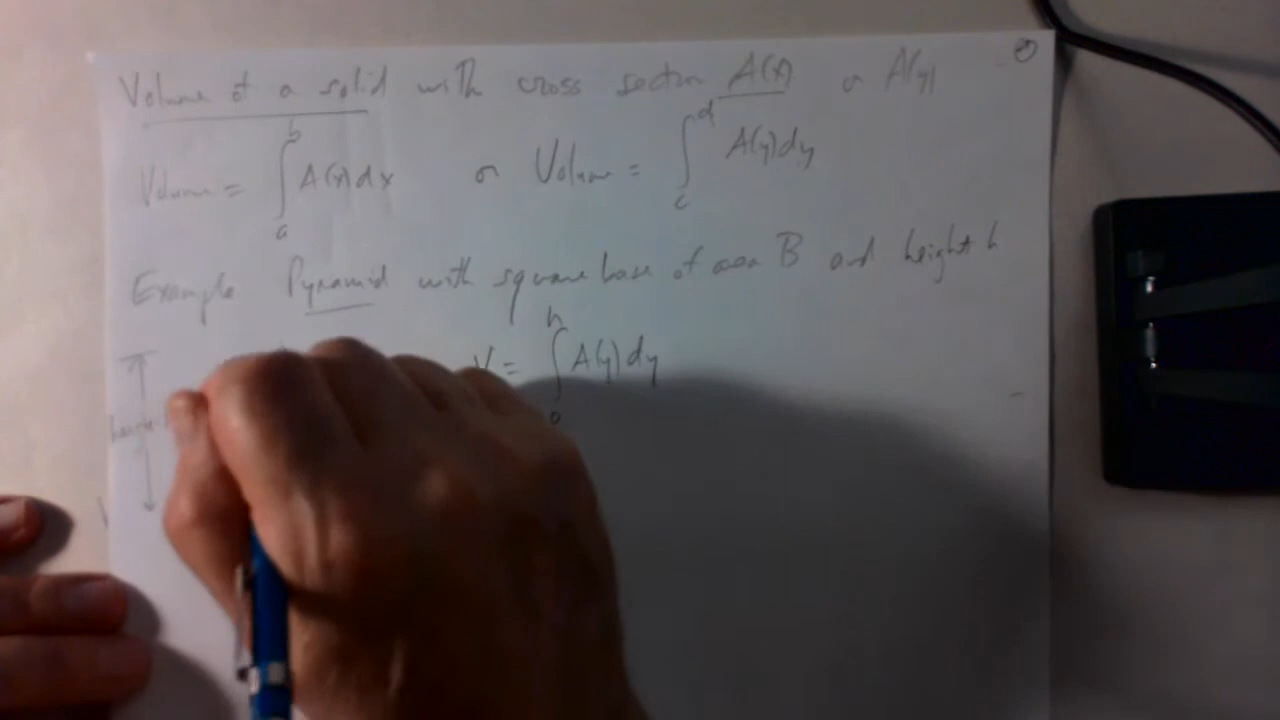 Volume of a solid with cross section A(x) or A(y)
Volume = ∫_a^b A(x)dx or Volume = ∫_c^d A(y)dy
Example Pyramid with square base of area B and height h
V = ∫_0^h A(y)dy